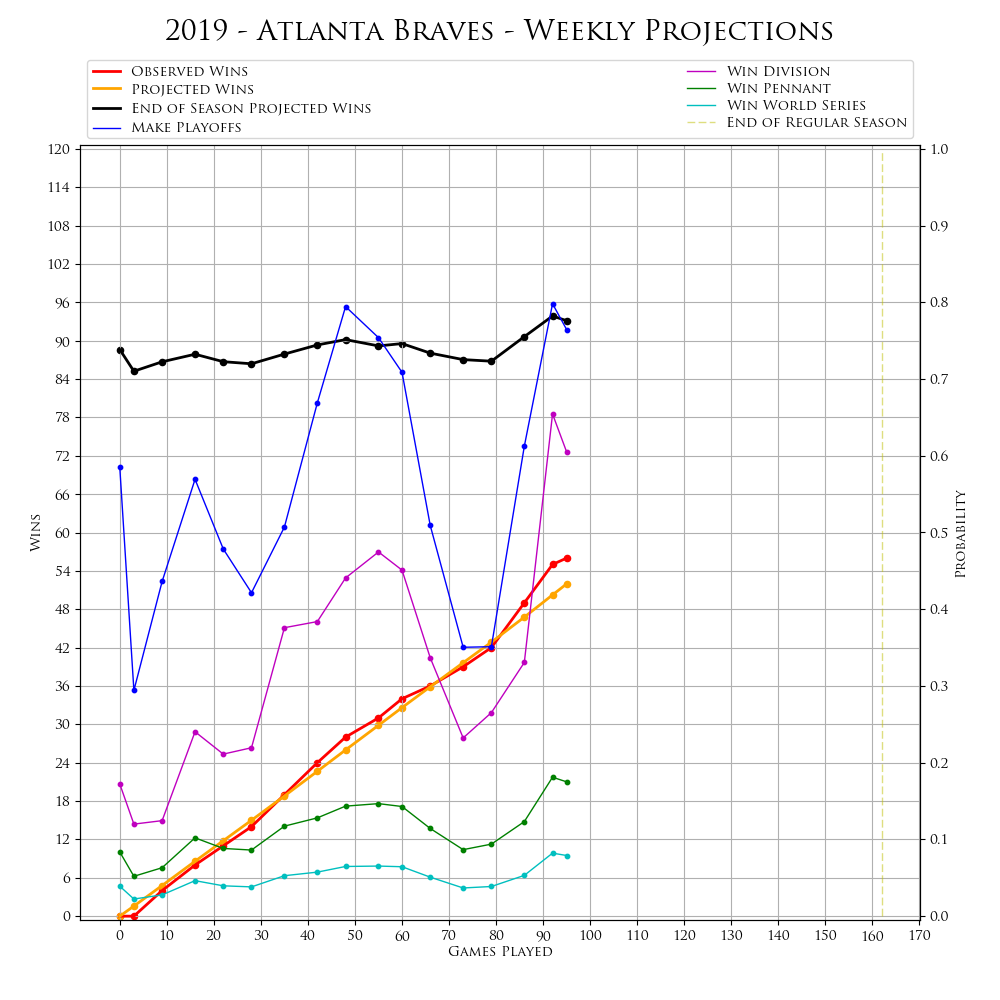 2019 - Atlanta Braves - Weekly Projections
Observed Wins
Projected Wins
End of Season Projected Wins
Make Playoffs
Win Division
Win Pennant
Win World Series
End of Regular Season
120
114
108
102
96
90
84
78
72
66
60
54
48
42
36
30
24
18
12
6
0
Wins
1.0
0.9
0.8
0.7
0.6
0.5
0.4
0.3
0.2
0.1
0.0
Probability
0 10 20 30 40 50 60 70 80 90 100 110 120 130 140 150 160 170
Games Played